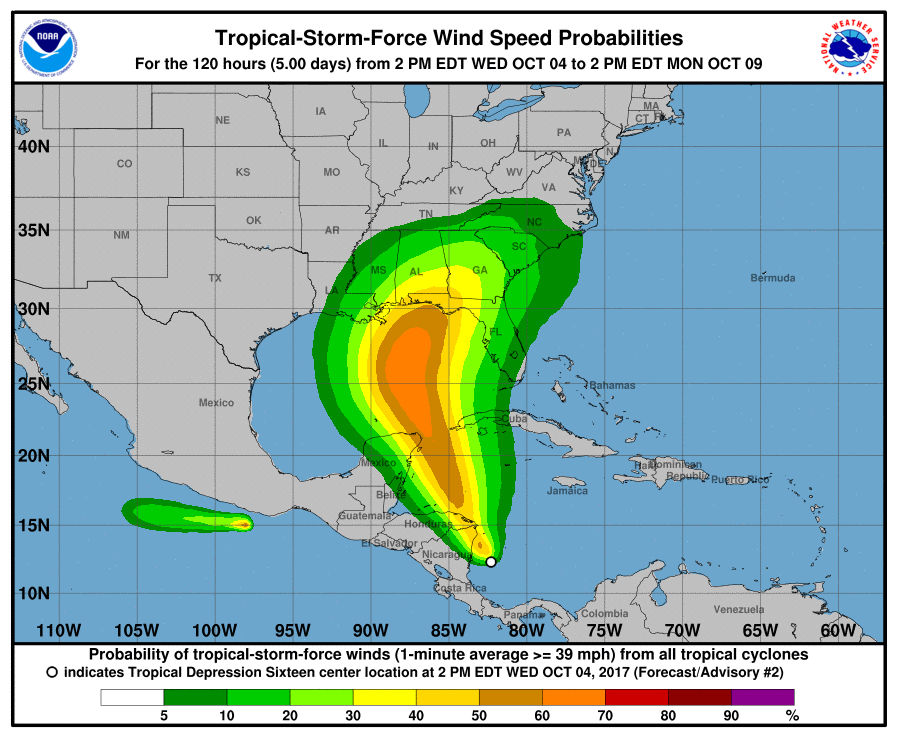 Tropical-Storm-Force Wind Speed Probabilities
For the 120 hours (5.00 days) from 2 PM EDT WED OCT 04 to 2 PM EDT MON OCT 09
NOAA
NATIONAL WEATHER SERVICE
MA
NE
IA
CT
PA
40N
IL
IN
OH
N
CO
DE
KS
MO
WV
KY
VA
TN
OK
NC
35N
AR
NM
SC
MS
AL
GA
TX
Bermuda
LA
30N
FL
25N
Bahamas
Mexico
Cuba
20N
Mexico
Haiti
Dominican
Republic
Puerto Rico
Jamaica
Belize
15N
Guatemala
Honduras
El Salvador
Nicaragua
10N
Costa Rica
Panama
Colombia
Venezuela
110W 105W 100W 95W 90W 85W 80W 75W 70W 65W 60W
Probability of tropical-storm-force winds (1-minute average >= 39 mph) from all tropical cyclones
indicates Tropical Depression Sixteen center location at 2 PM EDT WED OCT 04, 2017 (Forecast/Advisory #2)
5 10 20 30 40 50 60 70 80 90 %